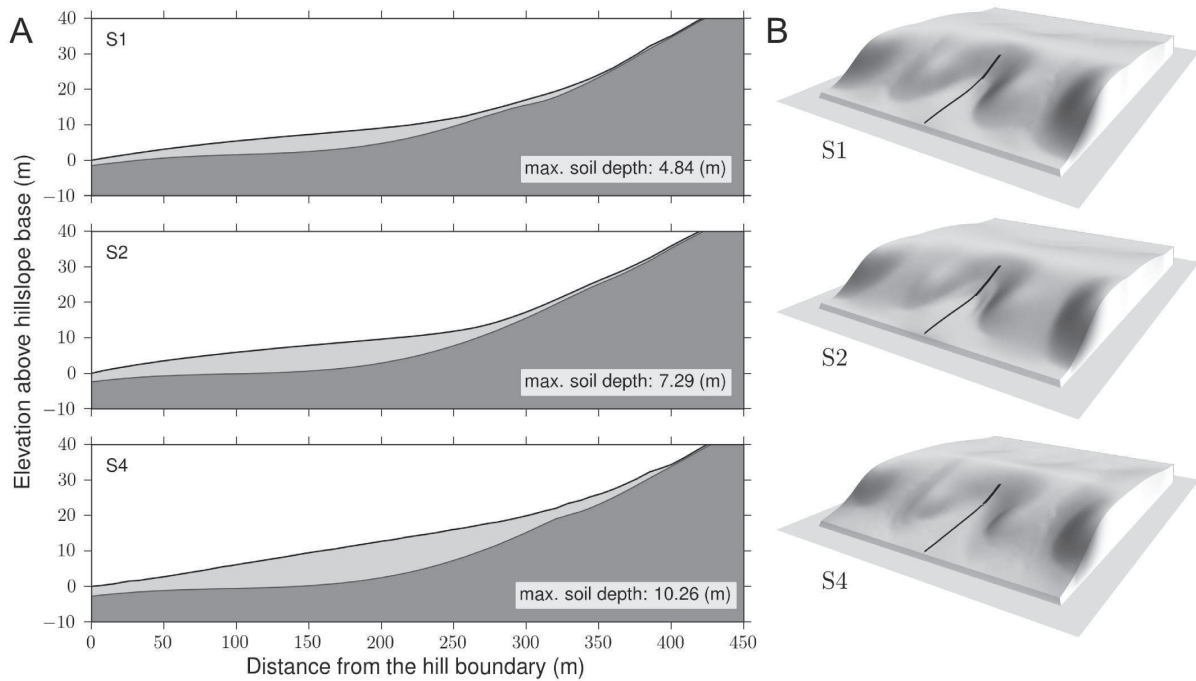 A
B
Elevation above hillslope base (m)
40
30
20
10
0
−10
S1
max. soil depth: 4.84 (m)
40
30
20
10
0
−10
S2
max. soil depth: 7.29 (m)
40
30
20
10
0
−10
S4
max. soil depth: 10.26 (m)
0 50 100 150 200 250 300 350 400 450
Distance from the hill boundary (m)
S1
S2
S4